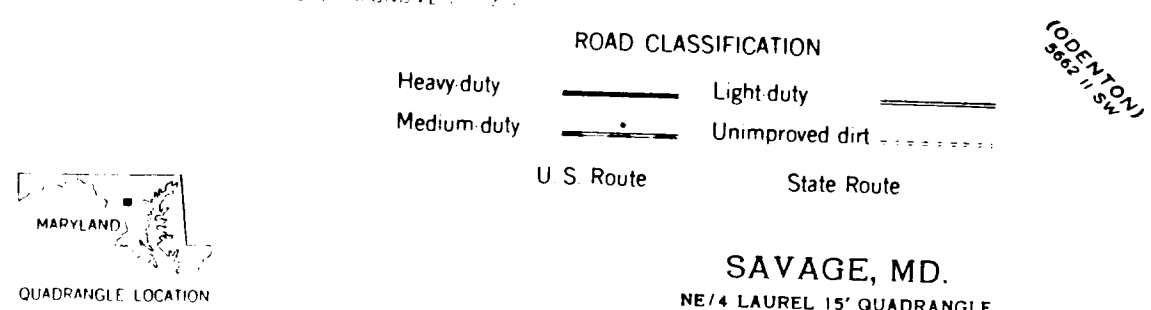 ROAD CLASSIFICATION
Heavy-duty
Light-duty
Medium-duty
Unimproved dirt
U. S. Route
State Route
(ODENTON)
5662 II SW
MARYLAND
QUADRANGLE LOCATION
SAVAGE, MD.
NE/4 LAUREL 15' QUADRANGLE